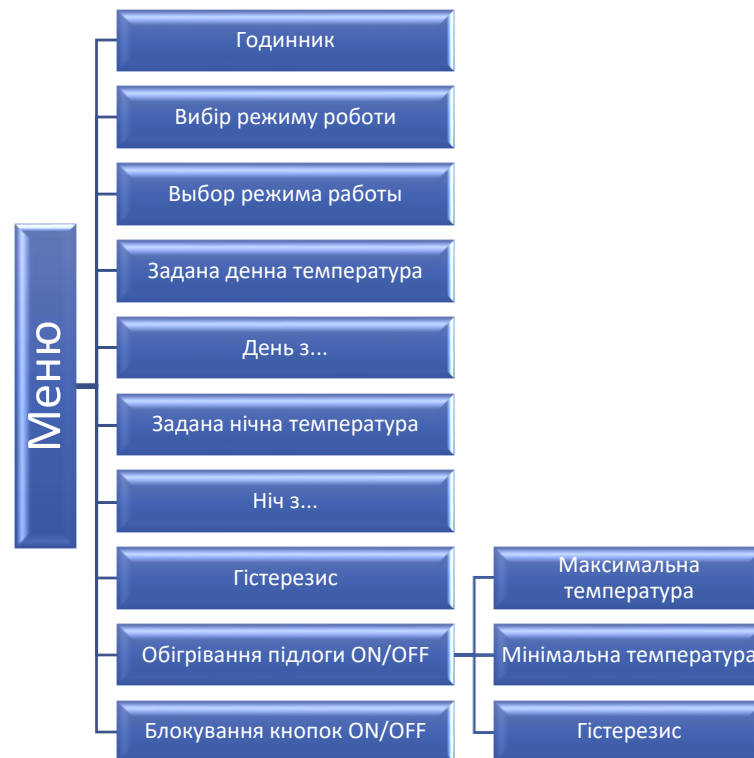 Меню
Годинник
Вибір режиму роботи
Выбор режима работы
Задана денна температура
День з...
Задана нічна температура
Ніч з...
Гістерезис
Обігрівання підлоги ON/OFF
Максимальна
температура
Мінімальна температура
Гістерезис
Блокування кнопок ON/OFF